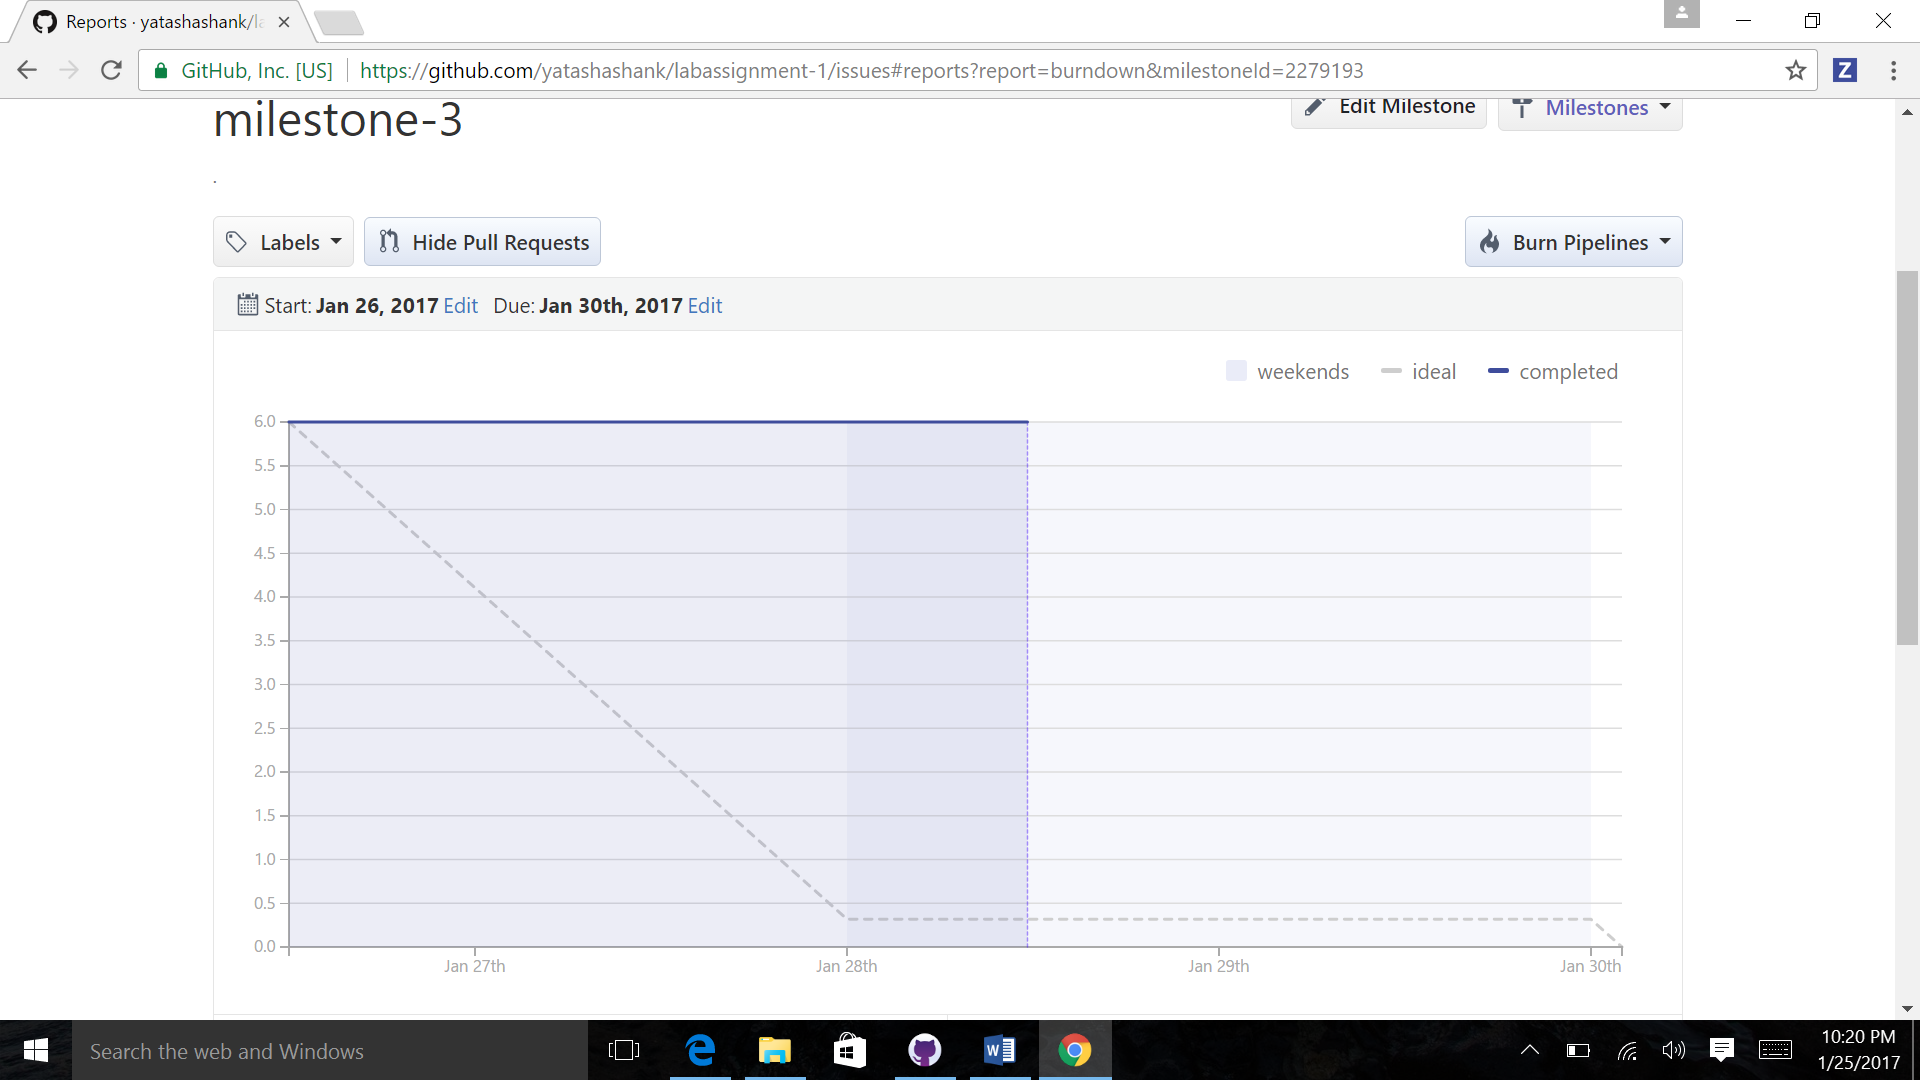 Reports · yatashashank/la
GitHub, Inc. [US] https://github.com/yatashashank/labassignment-1/issues#reports?report=burndown&milestoneId=2279193
Z
milestone-3
Edit Milestone
Milestones
.
Labels
Hide Pull Requests
Burn Pipelines
Start: Jan 26, 2017 Edit Due: Jan 30th, 2017 Edit
weekends ideal completed
6.0
5.5
5.0
4.5
4.0
3.5
3.0
2.5
2.0
1.5
1.0
0.5
0.0
Jan 27th Jan 28th Jan 29th Jan 30th
Search the web and Windows
10:20 PM
1/25/2017